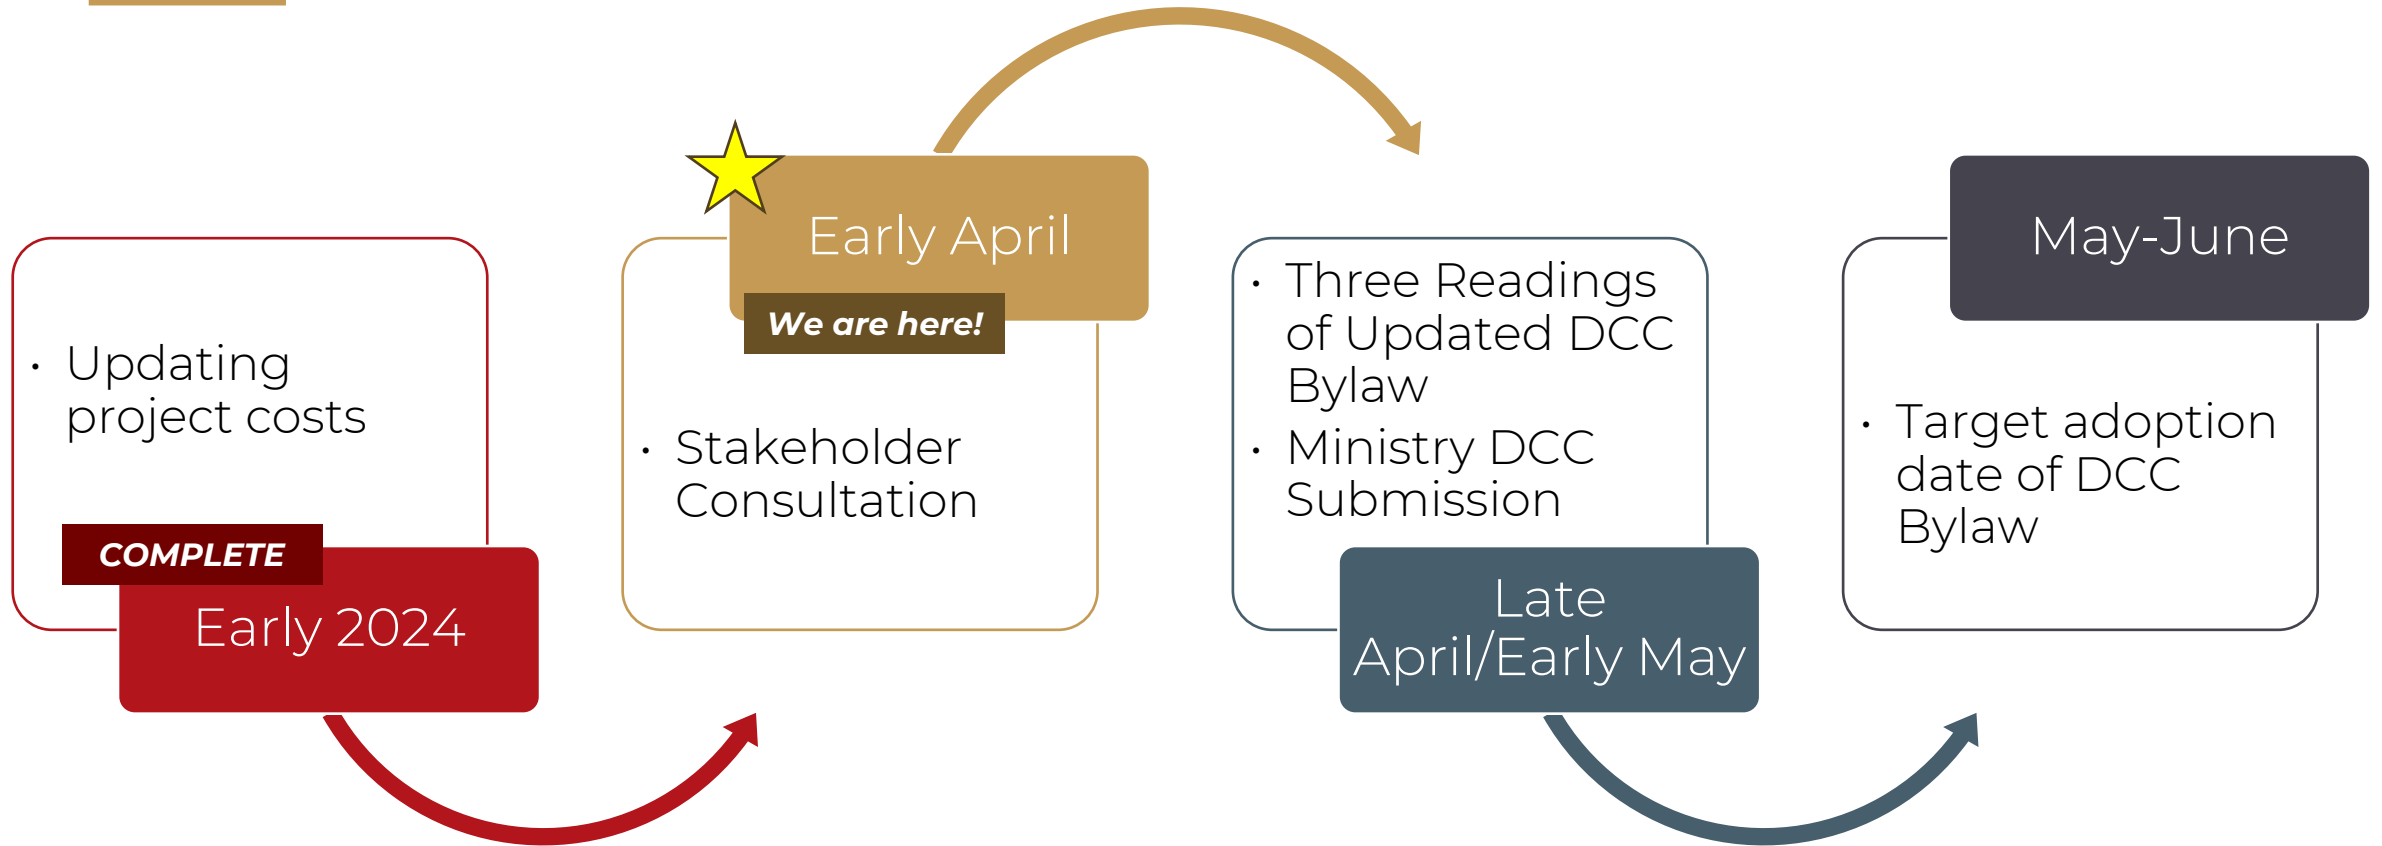 • Updating
project costs
COMPLETE
Early 2024
Early April
We are here!
• Stakeholder
Consultation
• Three Readings
of Updated DCC
Bylaw
• Ministry DCC
Submission
Late
April/Early May
May-June
• Target adoption
date of DCC
Bylaw